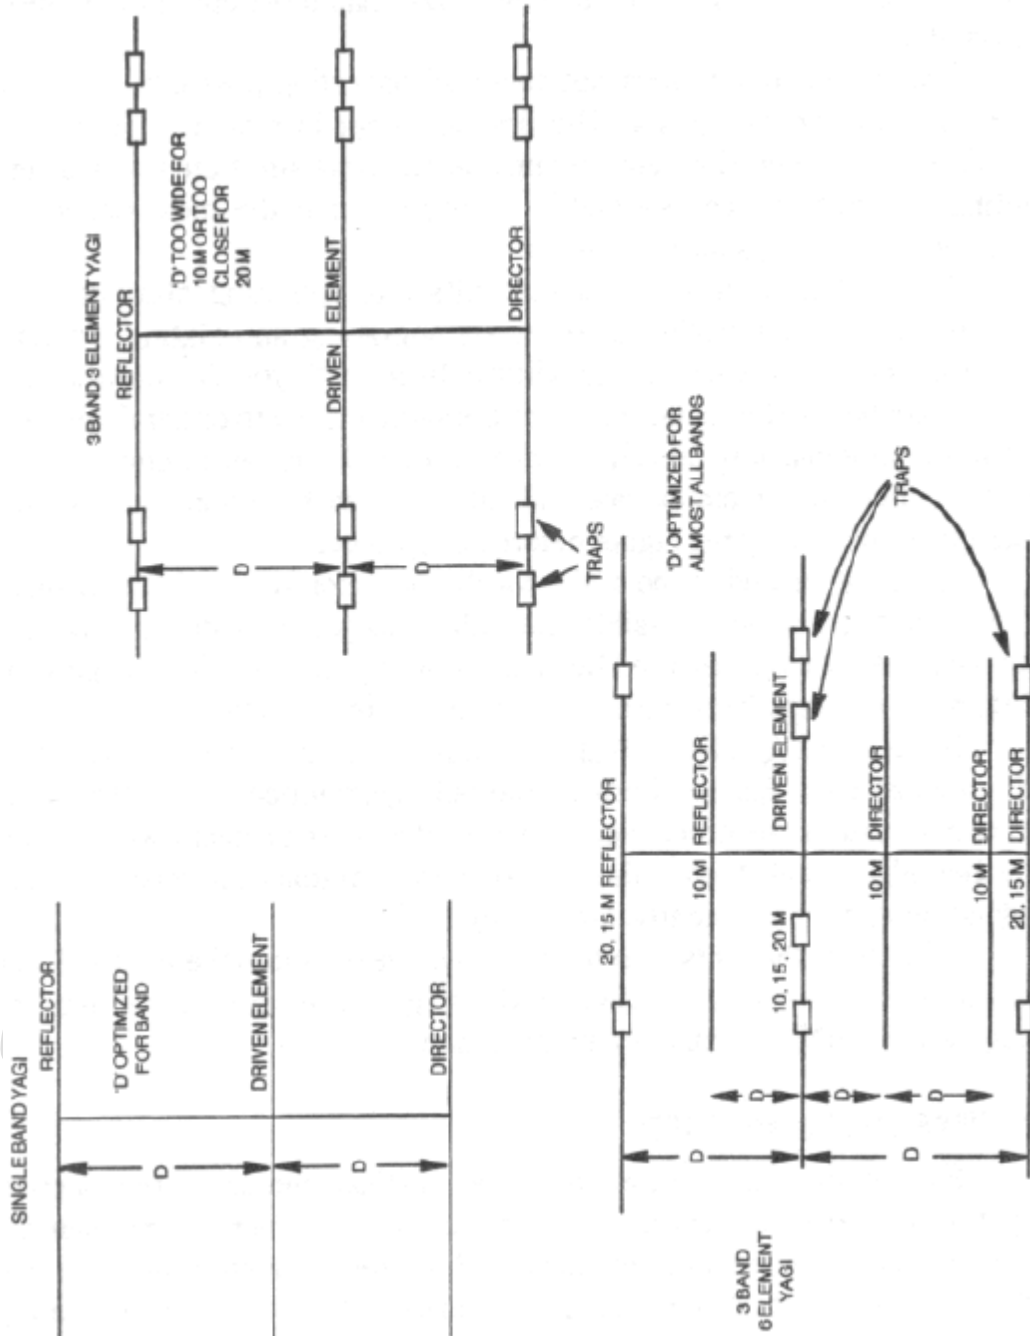 SINGLE BAND YAGI
REFLECTOR
'D' OPTIMIZED
FOR BAND
D
DRIVEN ELEMENT
D
DIRECTOR
3 BAND 3 ELEMENT YAGI
REFLECTOR
'D' TOO WIDE FOR
10 M OR TOO
CLOSE FOR
20 M
D
DRIVEN ELEMENT
D
DIRECTOR
TRAPS
3 BAND
6 ELEMENT
YAGI
20, 15 M REFLECTOR
'D' OPTIMIZED FOR
ALMOST ALL BANDS
10 M REFLECTOR
D
D
10, 15, 20 M DRIVEN ELEMENT
D
10 M DIRECTOR
D
D
10 M DIRECTOR
20, 15 M DIRECTOR
TRAPS